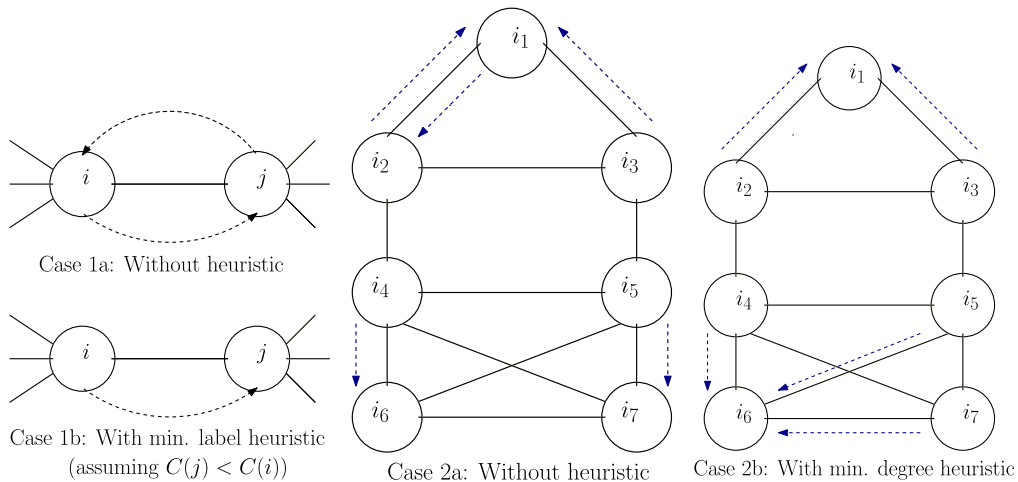 i
j
Case 1a: Without heuristic
i
j
Case 1b: With min. label heuristic
(assuming C(j) < C(i))
i₁
i₂
i₃
i₄
i₅
i₆
i₇
Case 2a: Without heuristic
i₁
i₂
i₃
i₄
i₅
i₆
i₇
Case 2b: With min. degree heuristic